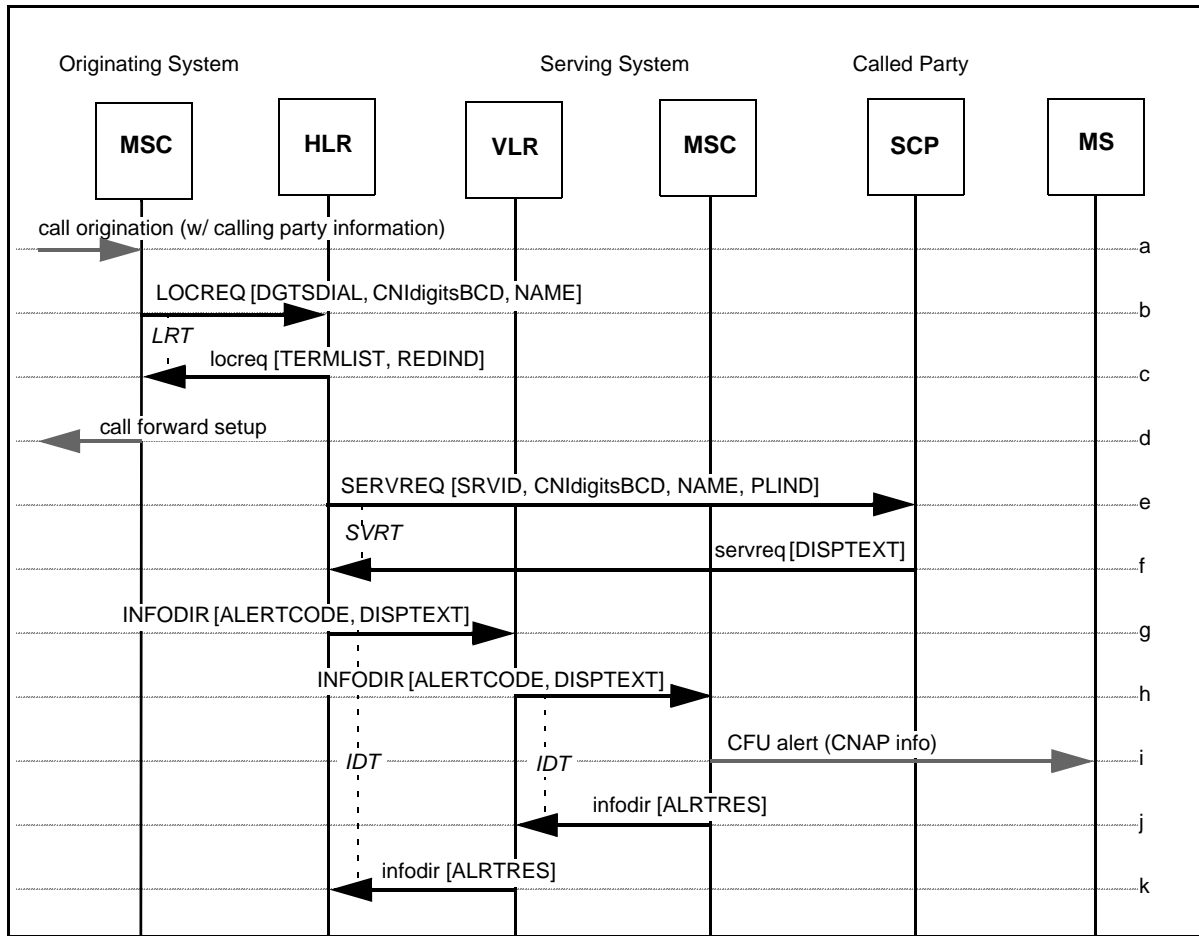 Originating System Serving System Called Party
MSC HLR VLR MSC SCP MS
call origination (w/ calling party information)
a
LOCREQ [DGTSDIAL, CNIdigitsBCD, NAME]
b
LRT
locreq [TERMLIST, REDIND]
c
call forward setup
d
SERVREQ [SRVID, CNIdigitsBCD, NAME, PLIND]
e
SVRT
servreq [DISPTEXT]
f
INFODIR [ALERTCODE, DISPTEXT]
g
INFODIR [ALERTCODE, DISPTEXT]
h
CFU alert (CNAP info)
IDT IDT
i
infodir [ALRTRES]
j
infodir [ALRTRES]
k